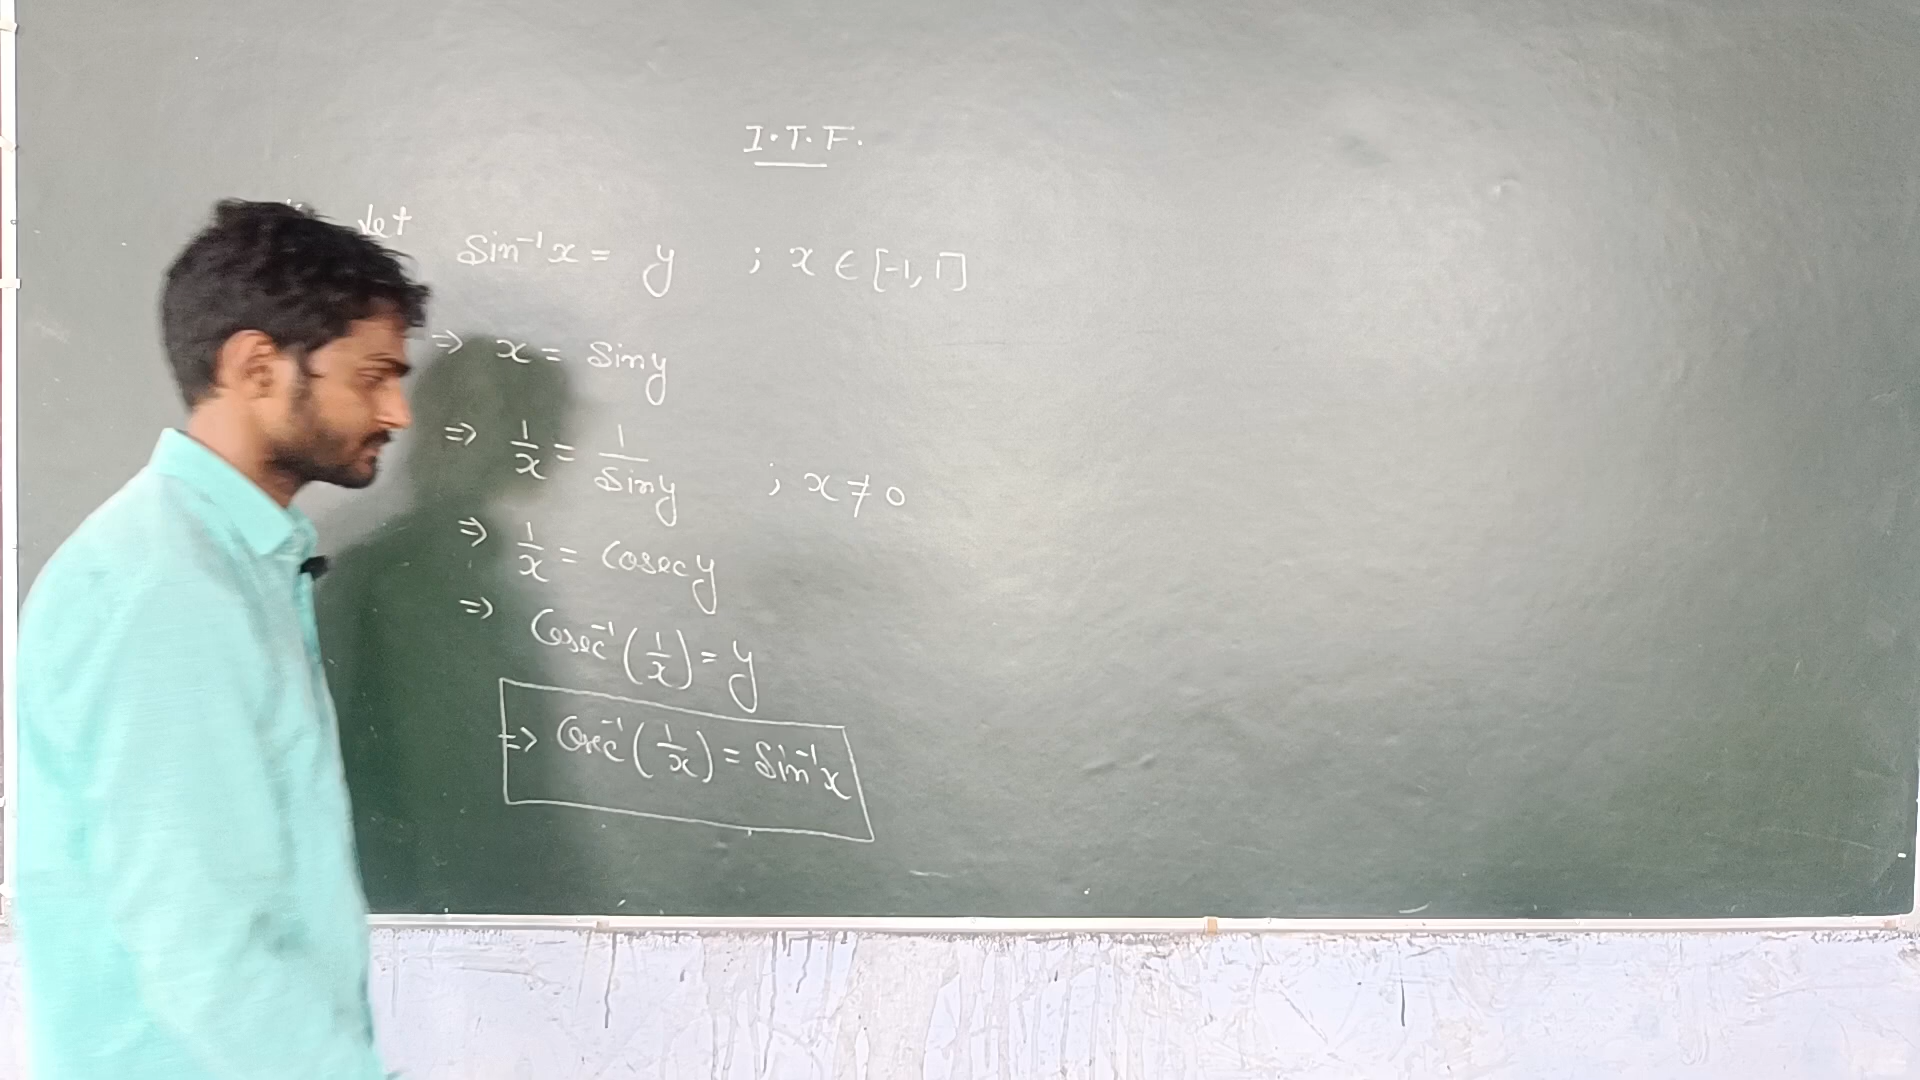 I.T.F.
Let
Sin⁻¹x = y ; x ∈ [-1, 1]
⇒ x = Siny
⇒ 1/x = 1/Siny ; x ≠ 0
⇒ 1/x = Cosec y
⇒ Cosec⁻¹(1/x) = y
⇒ Cosec⁻¹(1/x) = Sin⁻¹x